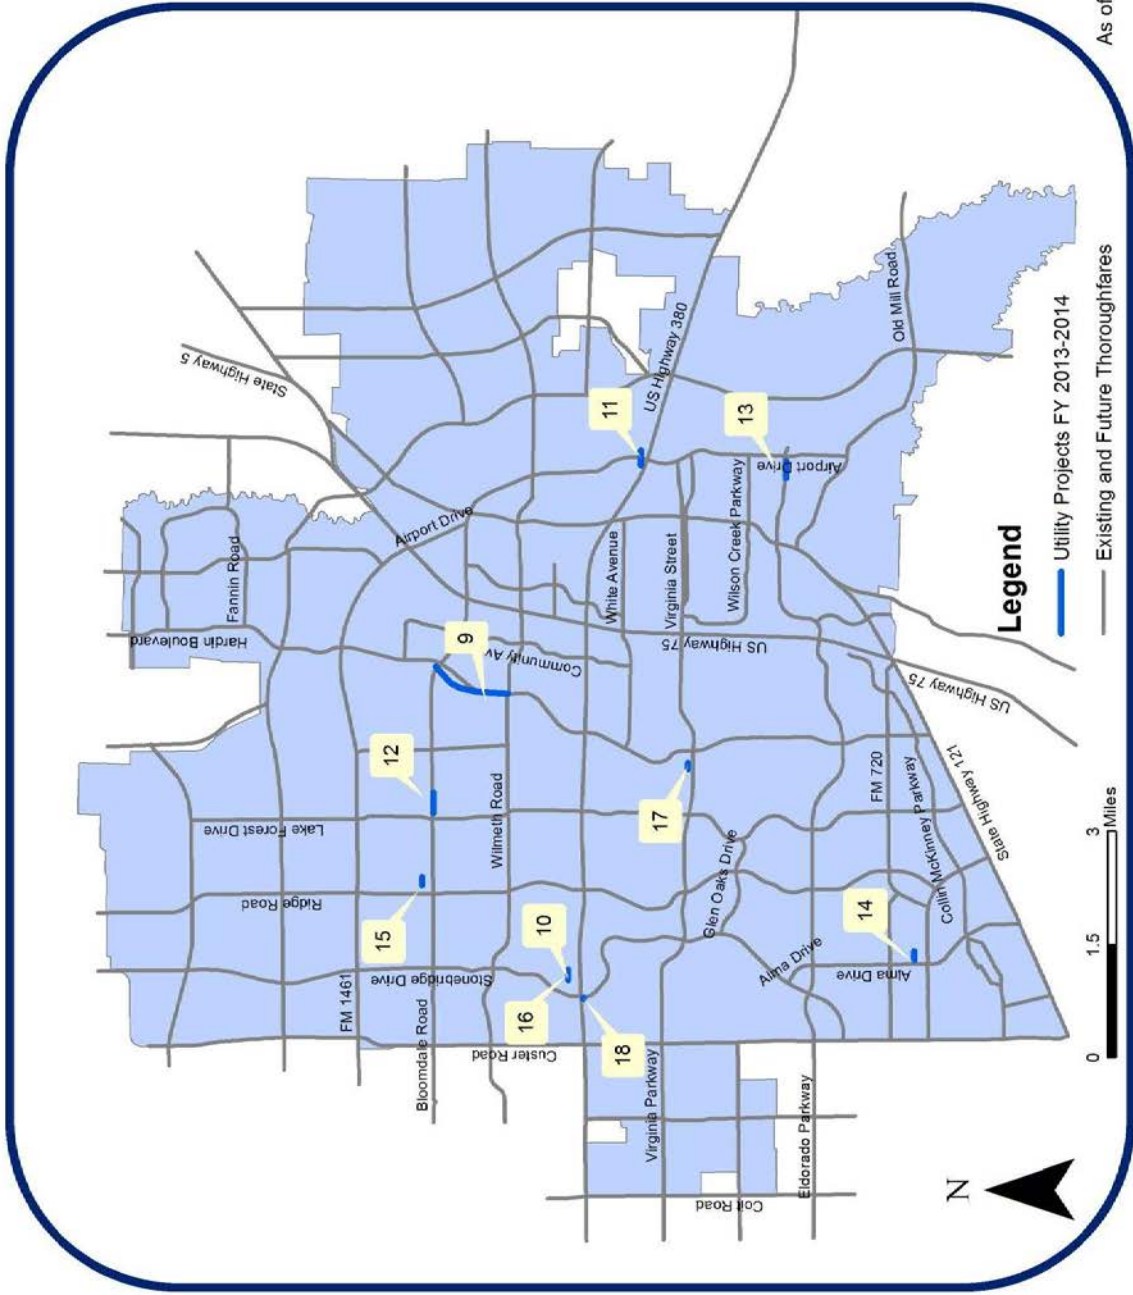 State Highway 5
Fannin Road
Hardin Boulevard
Airport Drive
Lake Forest Drive
Ridge Road
FM 1461
Stonebridge Drive
Bloomdale Road
Custer Road
Wilmeth Road
Community Av
9
12
15
10
16
18
11
US Highway 380
White Avenue
Virginia Street
Wilson Creek Parkway
13
Airport Drive
Old Mill Road
US Highway 75
17
Virginia Parkway
Glen Oaks Drive
Alma Drive
14
Alma Drive
FM 720
Collin McKinney Parkway
State Highway 121
US Highway 75
Eldorado Parkway
Coit Road
N
0 1.5 3 Miles
Legend
Utility Projects FY 2013-2014
Existing and Future Thoroughfares
As of